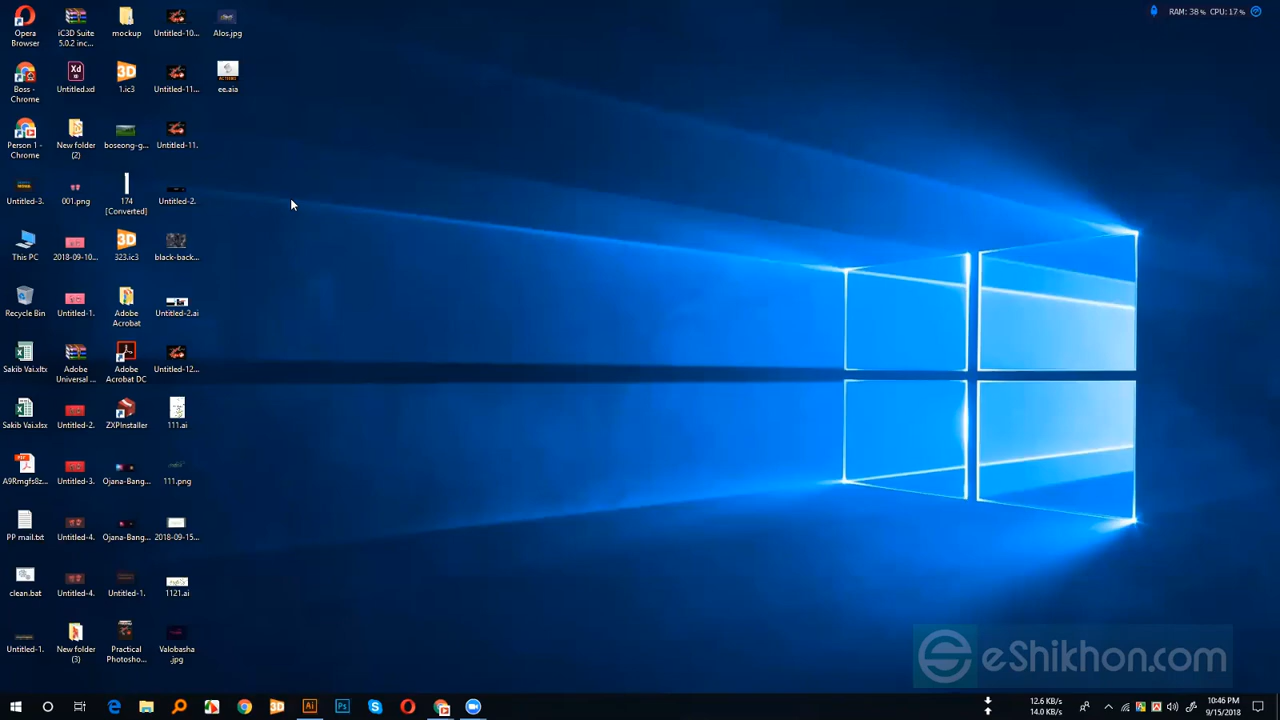 Opera
Browser
iC3D Suite
5.0.2 inc...
mockup
Untitled-10...
Alos.jpg
Boss -
Chrome
Untitled.xd
1.ic3
Untitled-11...
ee.aia
Person 1 -
Chrome
New folder
(2)
boseong-g...
Untitled-11.
Untitled-3.
001.png
174
[Converted]
Untitled-2.
This PC
2018-09-10...
323.ic3
black-back...
Recycle Bin
Untitled-1.
Adobe
Acrobat
Untitled-2.ai
Sakib Vai.xltx
Adobe
Universal ...
Adobe
Acrobat DC
Untitled-12...
Sakib Vai.xlsx
Untitled-2.
ZXPInstaller
111.ai
A9Rmgfs8z...
Untitled-3.
Ojana-Bang...
111.png
PP mail.txt
Untitled-4.
Ojana-Bang...
2018-09-15...
clean.bat
Untitled-4.
Untitled-1.
1121.ai
Untitled-1.
New folder
(3)
Practical
Photosho...
Valobasha
.jpg
RAM: 38 % CPU: 17 %
eShikhon.com
12.6 KB/s
14.0 KB/s
10:46 PM
9/15/2018